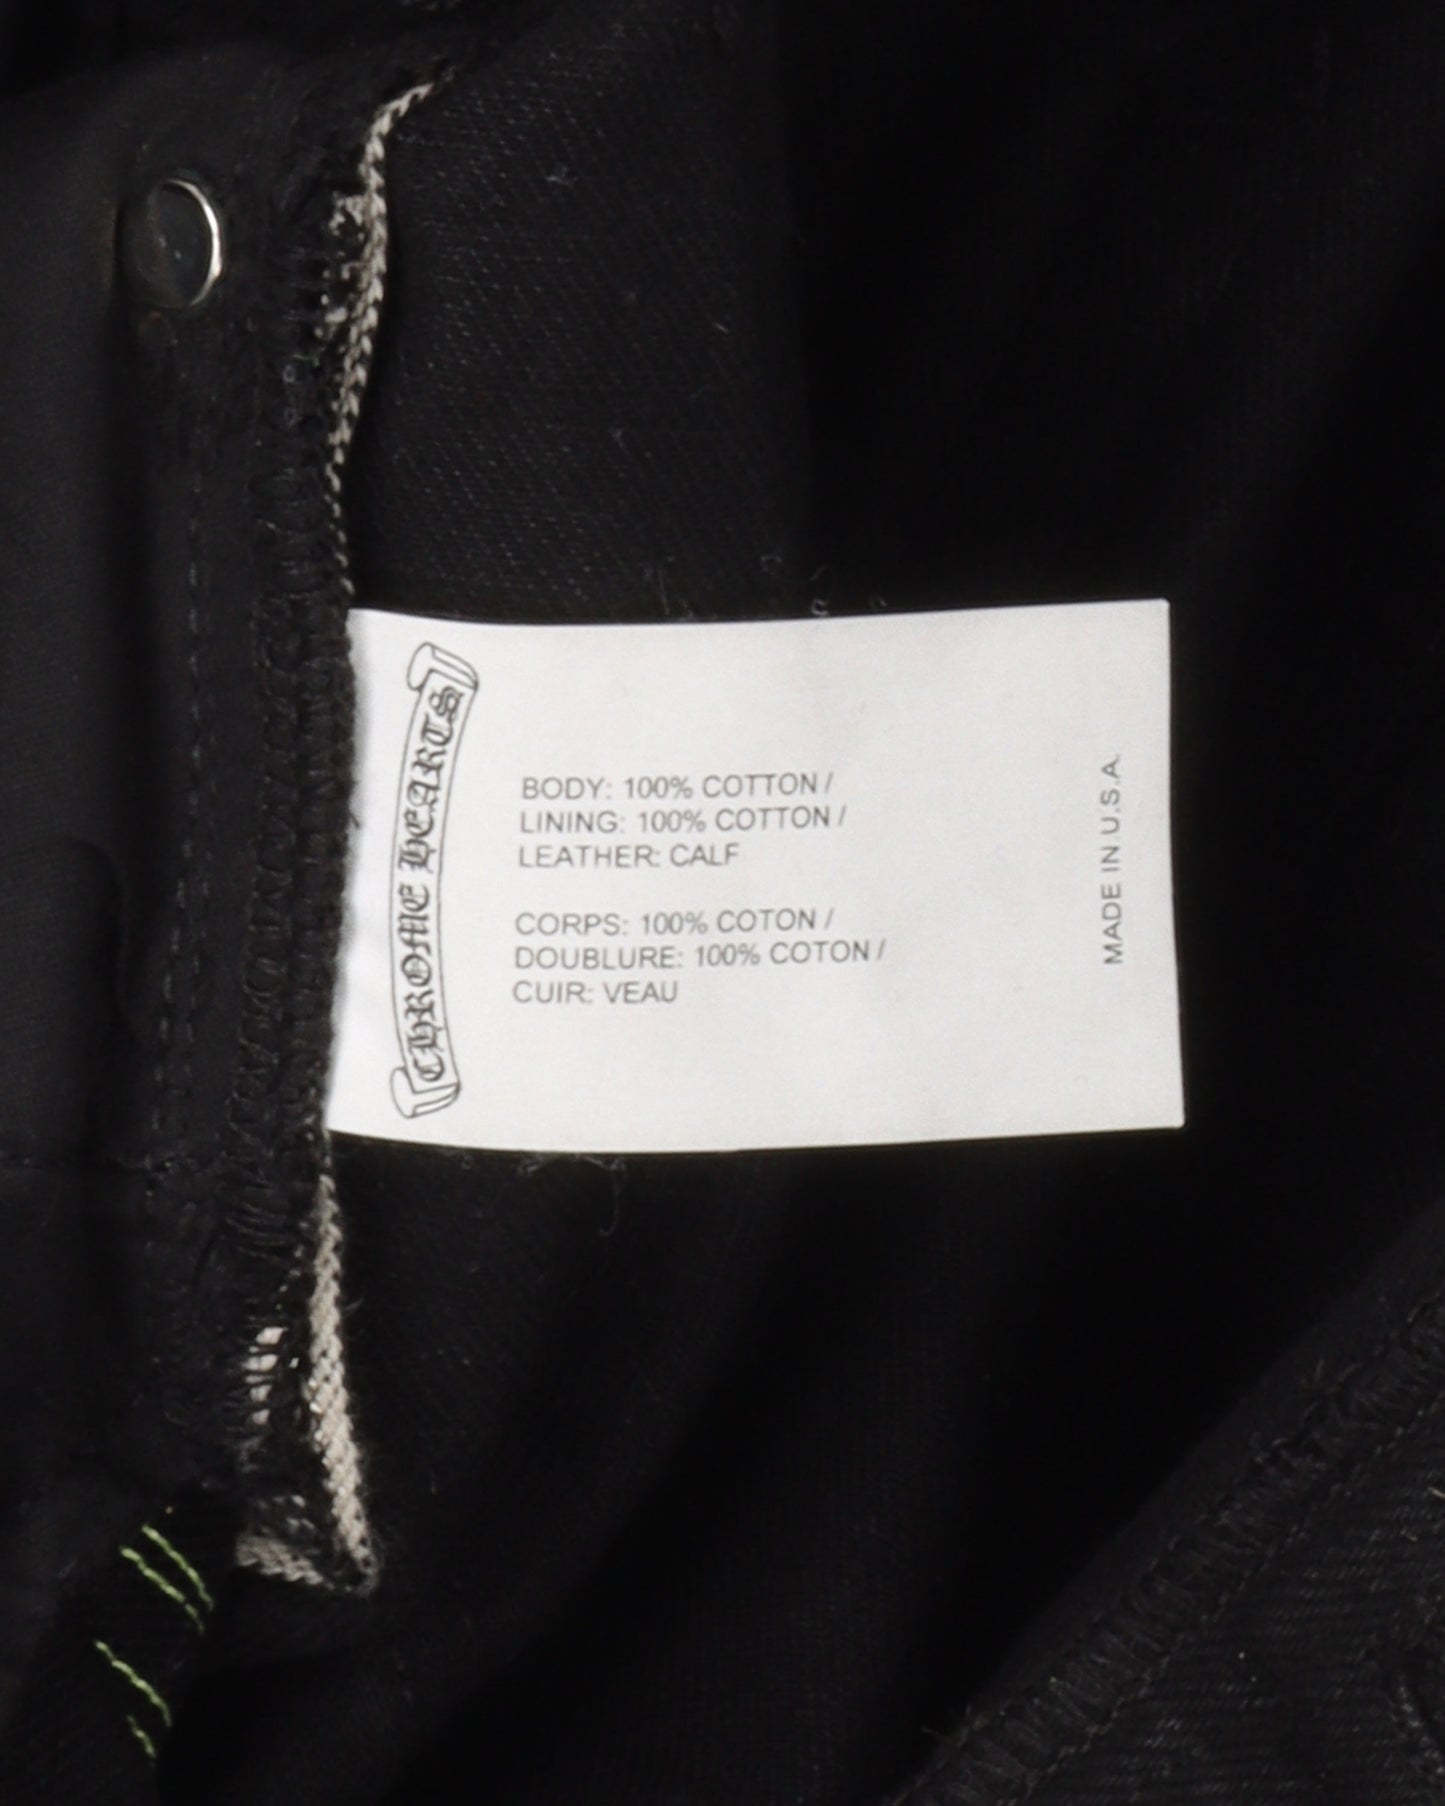 CHROME HEARTS
BODY: 100% COTTON /
LINING: 100% COTTON /
LEATHER: CALF
CORPS: 100% COTON /
DOUBLURE: 100% COTON /
CUIR: VEAU
MADE IN U.S.A.